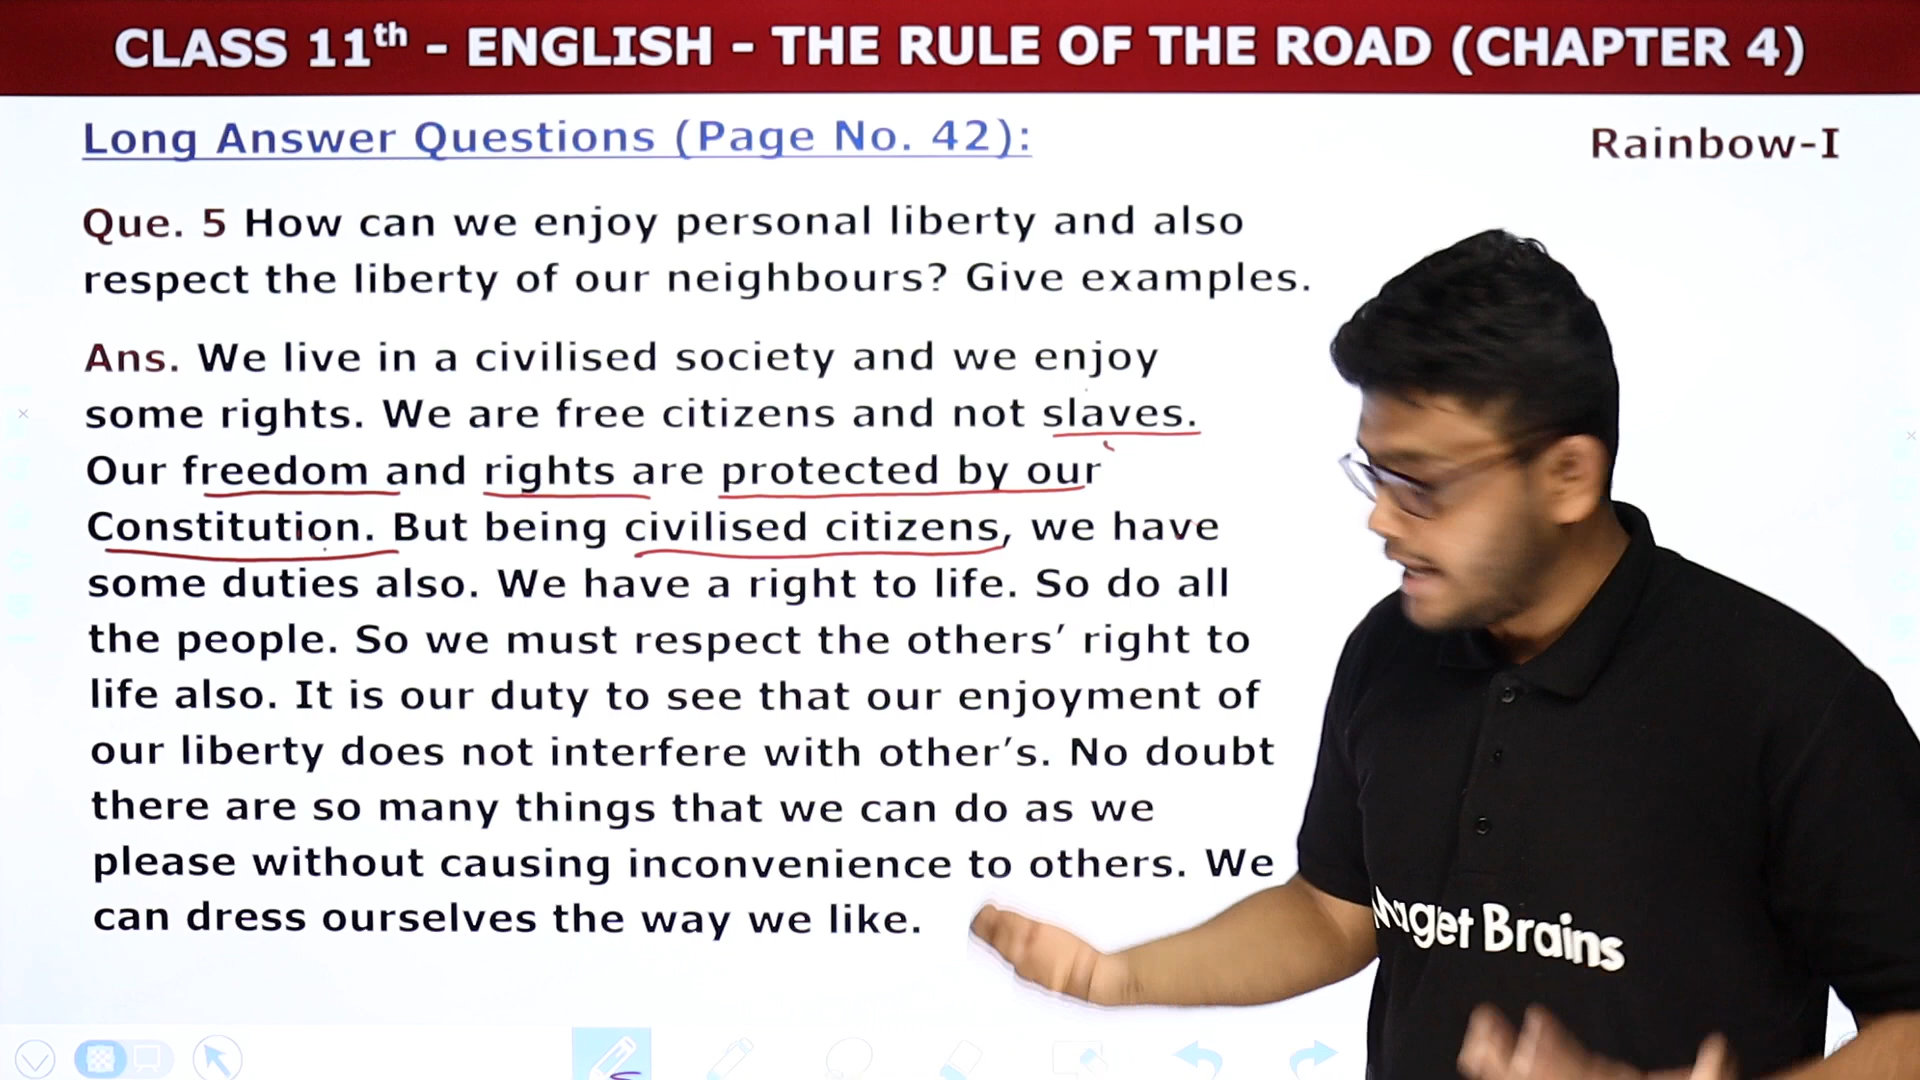 CLASS 11th - ENGLISH - THE RULE OF THE ROAD (CHAPTER 4)
Long Answer Questions (Page No. 42):
Rainbow-I
Que. 5 How can we enjoy personal liberty and also
respect the liberty of our neighbours? Give examples.
Ans. We live in a civilised society and we enjoy
some rights. We are free citizens and not slaves.
Our freedom and rights are protected by our
Constitution. But being civilised citizens, we have
some duties also. We have a right to life. So do all
the people. So we must respect the others’ right to
life also. It is our duty to see that our enjoyment of
our liberty does not interfere with other’s. No doubt
there are so many things that we can do as we
please without causing inconvenience to others. We
can dress ourselves the way we like.
Maget Brains